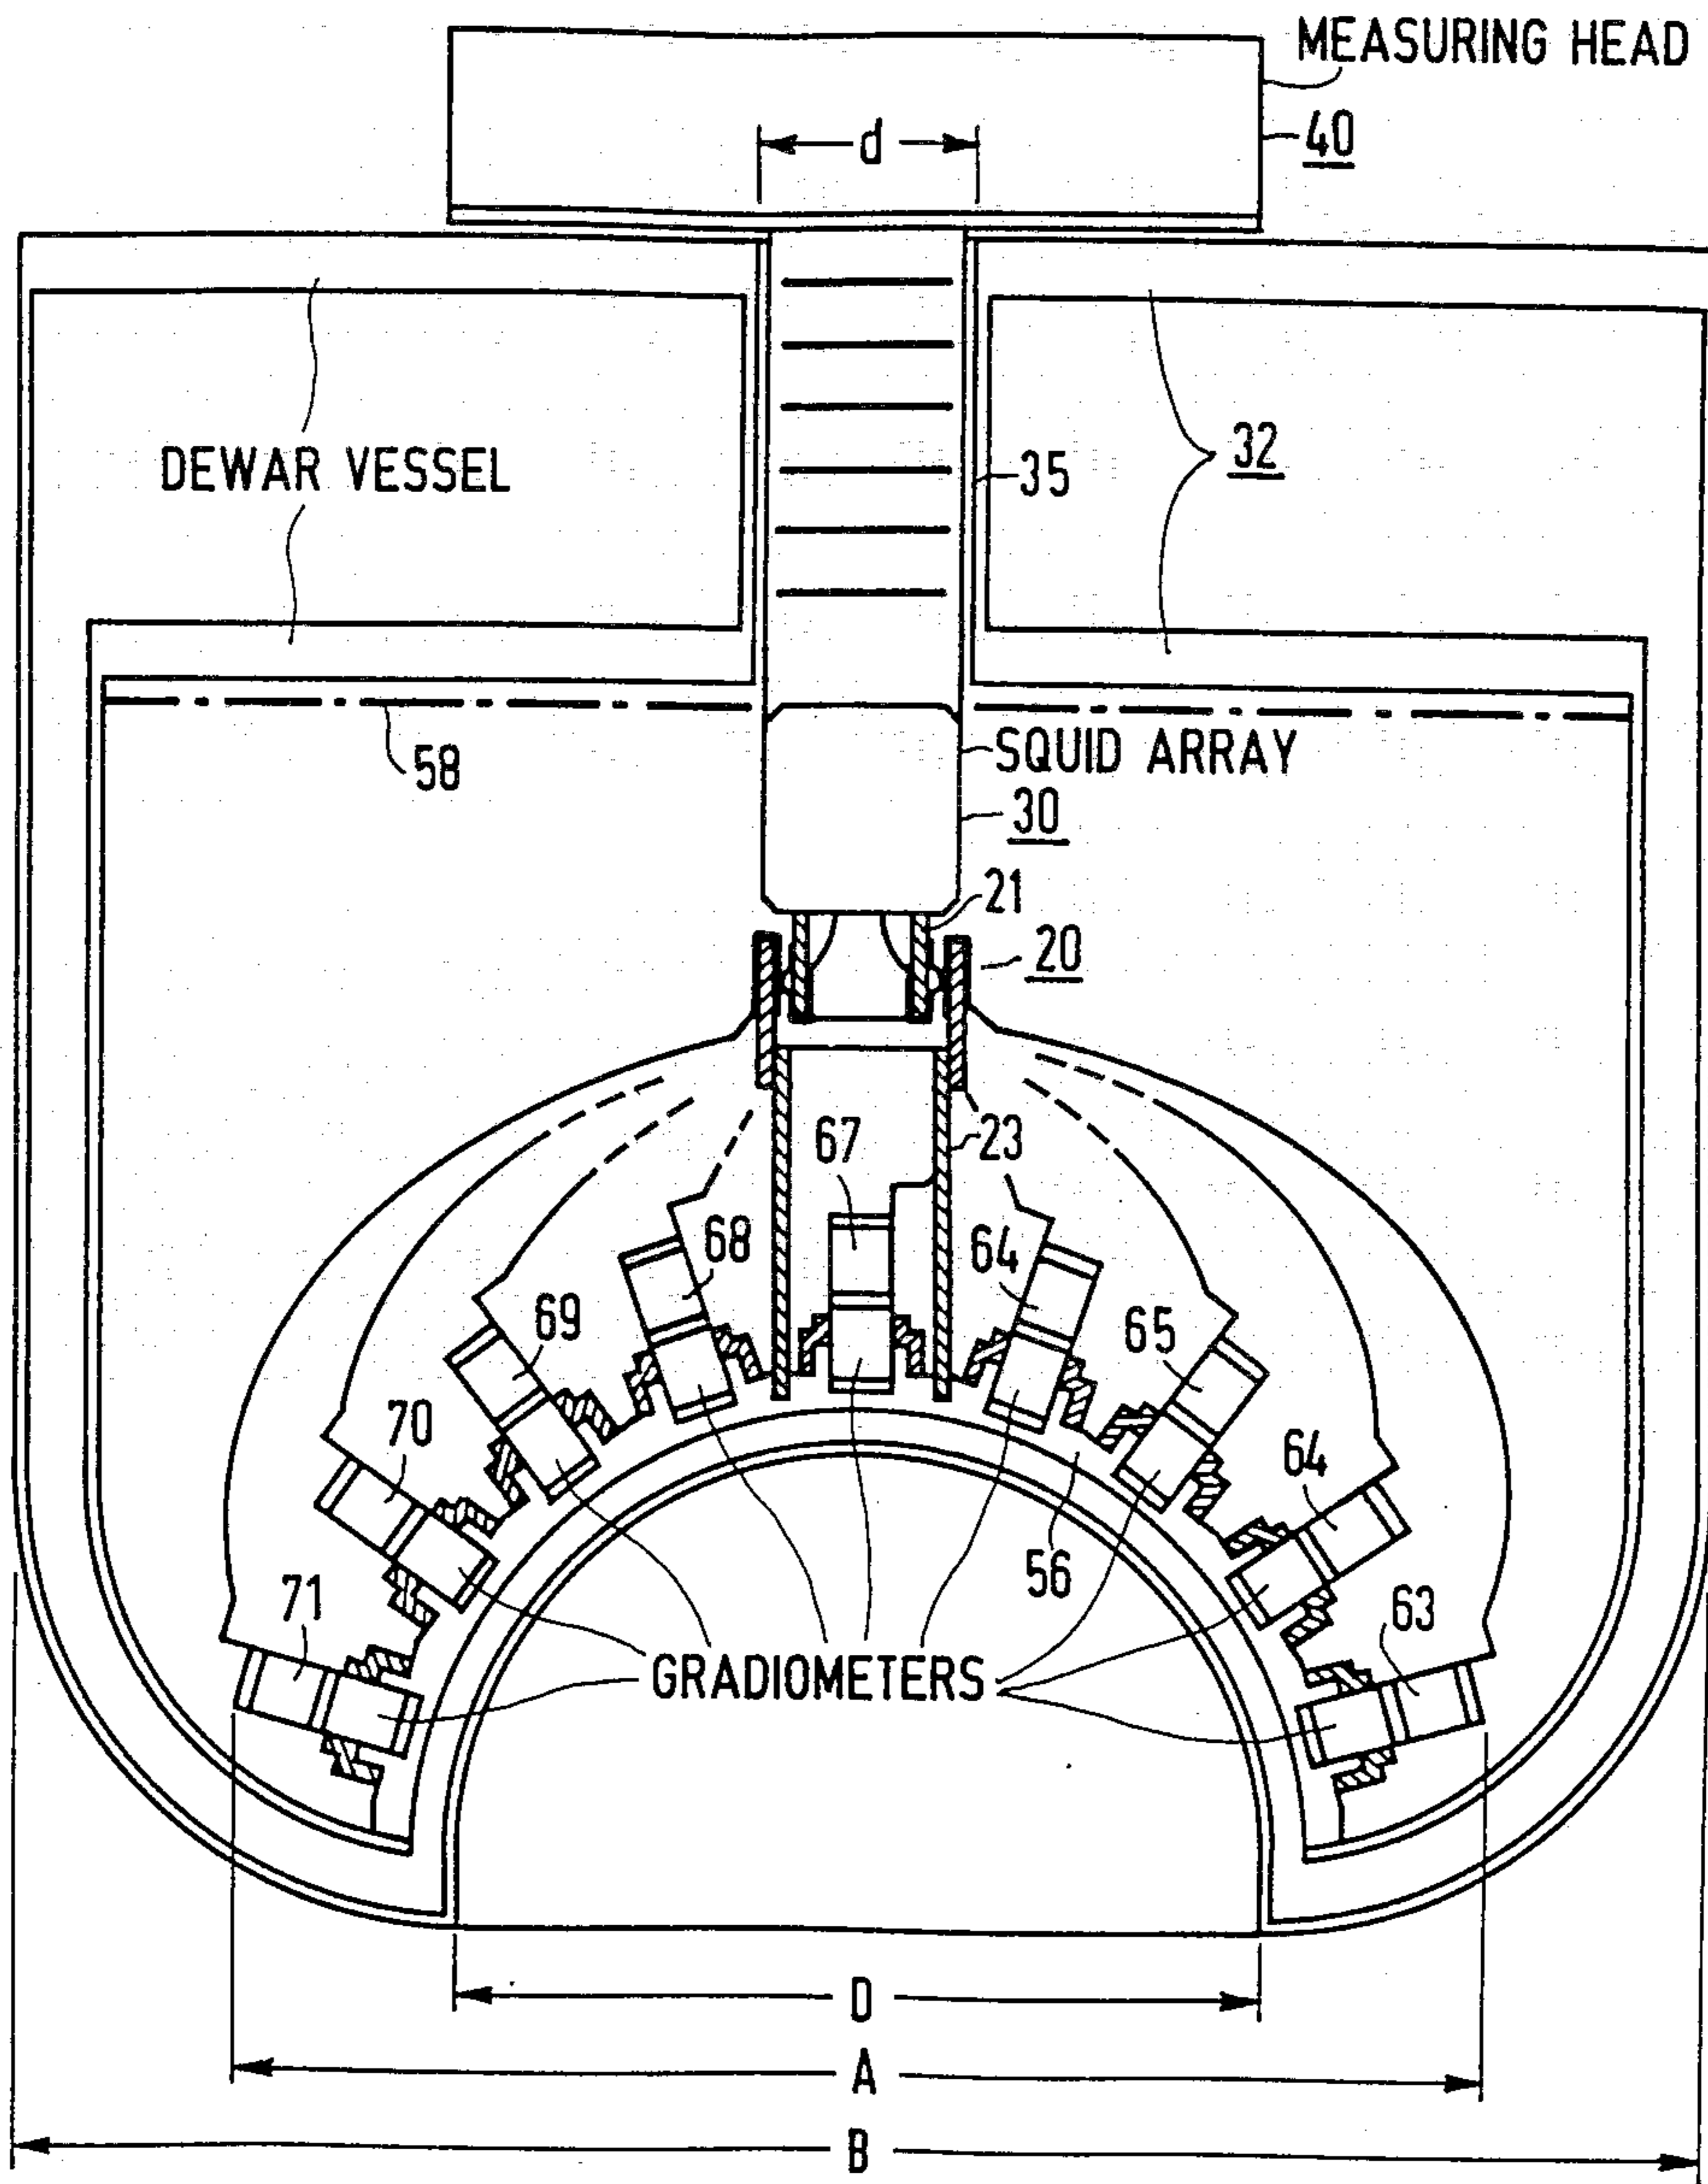 MEASURING HEAD
40
d
DEWAR VESSEL
32
35
58
SQUID ARRAY
30
21
20
67
23
68
64
69
65
70
64
56
71
63
GRADIOMETERS
D
A
B